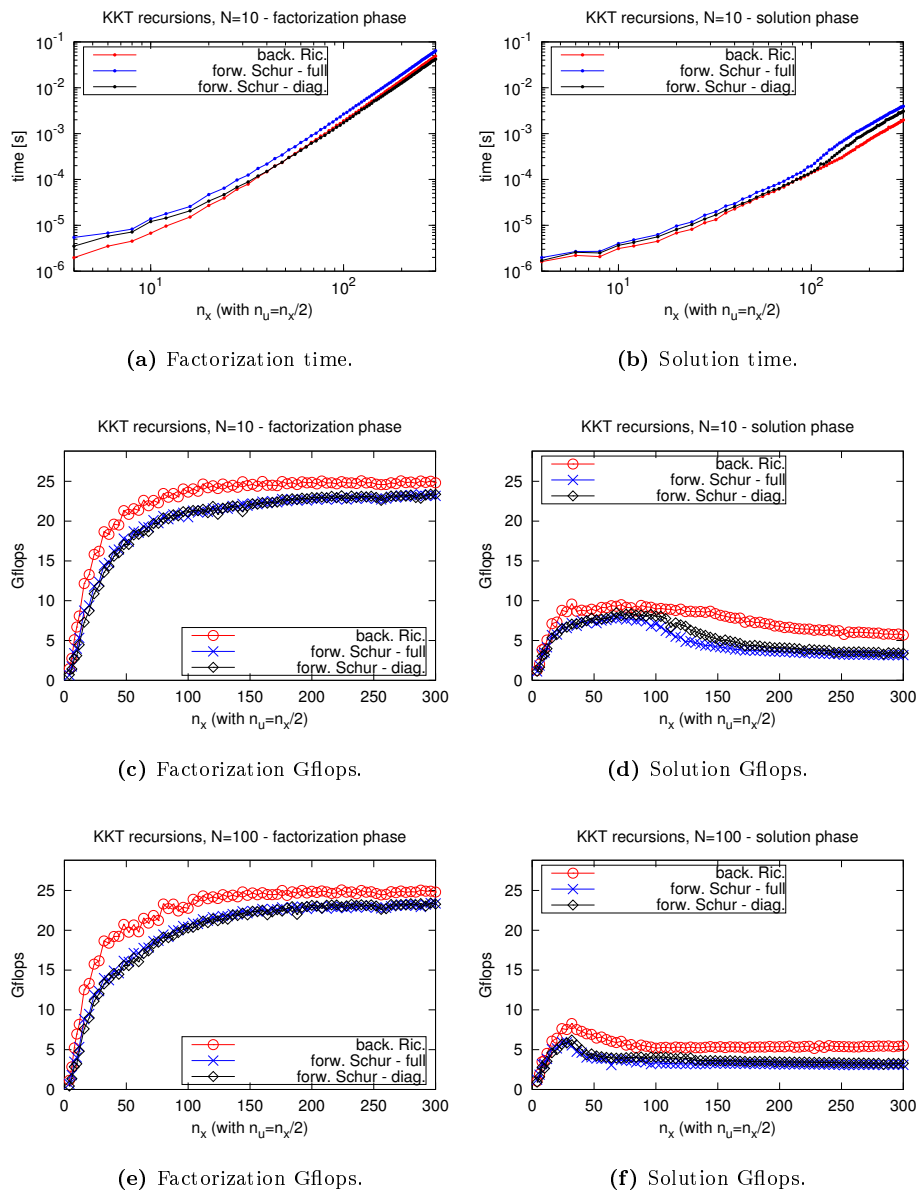 KKT recursions, N=10 - factorization phase
10^-1
10^-2
10^-3
10^-4
10^-5
10^-6
time [s]
back. Ric.
forw. Schur - full
forw. Schur - diag.
10^1
10^2
n_x (with n_u=n_x/2)
(a) Factorization time.
KKT recursions, N=10 - solution phase
10^-1
10^-2
10^-3
10^-4
10^-5
10^-6
time [s]
back. Ric.
forw. Schur - full
forw. Schur - diag.
10^1
10^2
n_x (with n_u=n_x/2)
(b) Solution time.
KKT recursions, N=10 - factorization phase
25
20
15
10
5
0
Gflops
back. Ric.
forw. Schur - full
forw. Schur - diag.
0 50 100 150 200 250 300
n_x (with n_u=n_x/2)
(c) Factorization Gflops.
KKT recursions, N=10 - solution phase
25
20
15
10
5
0
Gflops
back. Ric.
forw. Schur - full
forw. Schur - diag.
0 50 100 150 200 250 300
n_x (with n_u=n_x/2)
(d) Solution Gflops.
KKT recursions, N=100 - factorization phase
25
20
15
10
5
0
Gflops
back. Ric.
forw. Schur - full
forw. Schur - diag.
0 50 100 150 200 250 300
n_x (with n_u=n_x/2)
(e) Factorization Gflops.
KKT recursions, N=100 - solution phase
25
20
15
10
5
0
Gflops
back. Ric.
forw. Schur - full
forw. Schur - diag.
0 50 100 150 200 250 300
n_x (with n_u=n_x/2)
(f) Solution Gflops.